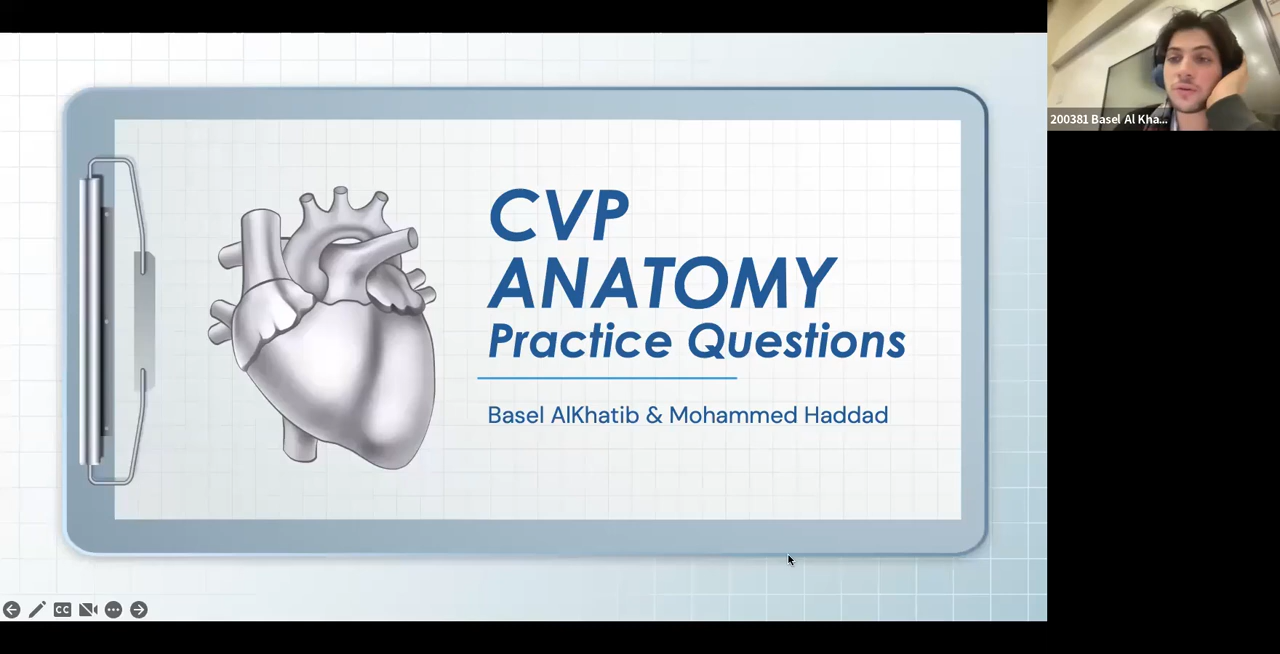 CVP
ANATOMY
Practice Questions
Basel AlKhatib & Mohammed Haddad
200381 Basel Al Kha...
CC